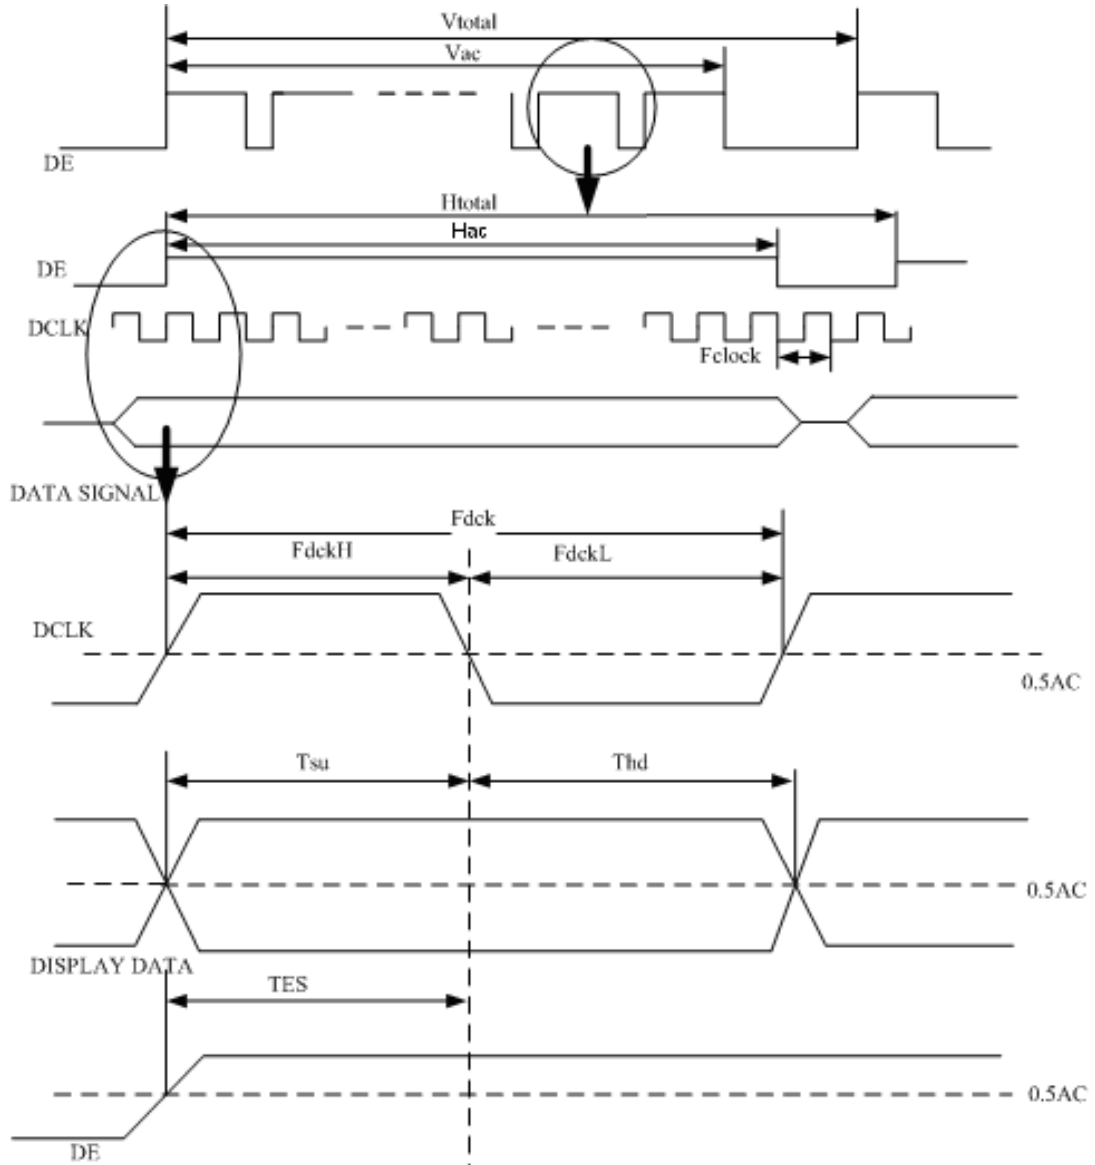 Vtotal
Vac
DE
Htotal
Hac
DE
DCLK
Fclock
DATA SIGNAL
Fdck
FdckH
FdckL
DCLK
0.5AC
Tsu
Thd
0.5AC
DISPLAY DATA
TES
0.5AC
DE